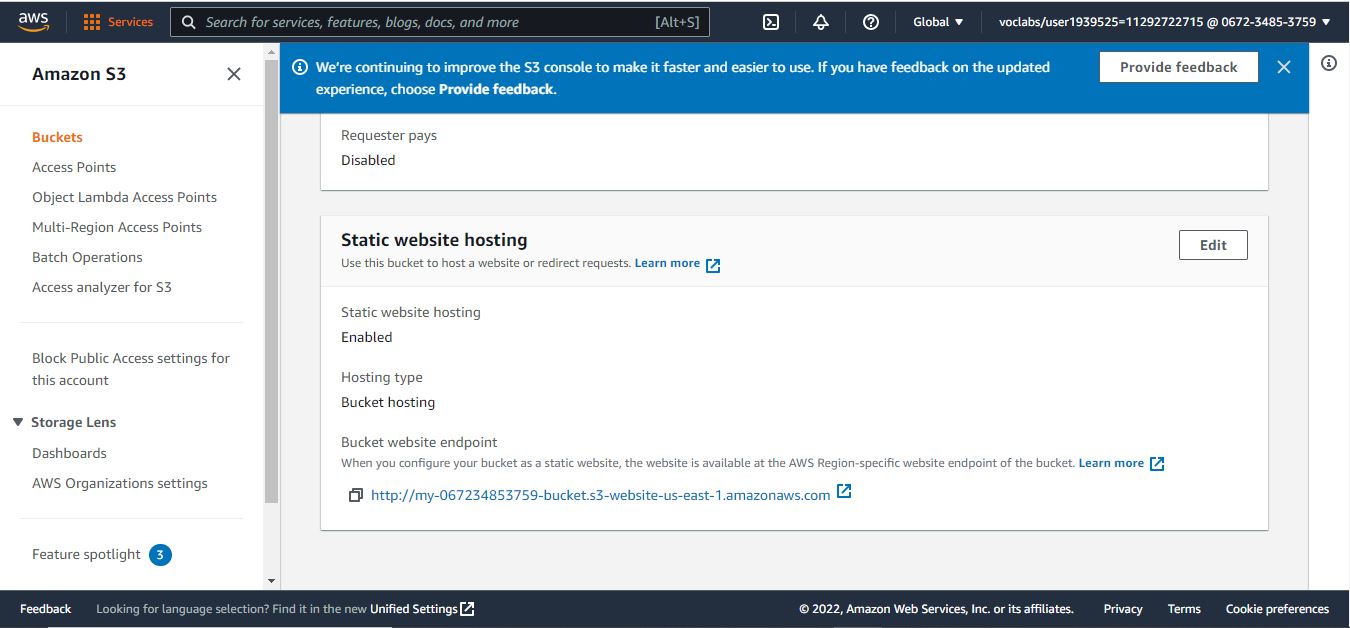 aws
Services
Search for services, features, blogs, docs, and more
[Alt+S]
Global
voclabs/user1939525=11292722715 @ 0672-3485-3759
Amazon S3
Buckets
Access Points
Object Lambda Access Points
Multi-Region Access Points
Batch Operations
Access analyzer for S3
Block Public Access settings for
this account
Storage Lens
Dashboards
AWS Organizations settings
Feature spotlight 3
We're continuing to improve the S3 console to make it faster and easier to use. If you have feedback on the updated
experience, choose Provide feedback.
Provide feedback
Requester pays
Disabled
Static website hosting
Use this bucket to host a website or redirect requests. Learn more
Edit
Static website hosting
Enabled
Hosting type
Bucket hosting
Bucket website endpoint
When you configure your bucket as a static website, the website is available at the AWS Region-specific website endpoint of the bucket. Learn more
http://my-067234853759-bucket.s3-website-us-east-1.amazonaws.com
Feedback
Looking for language selection? Find it in the new Unified Settings
© 2022, Amazon Web Services, Inc. or its affiliates.
Privacy
Terms
Cookie preferences